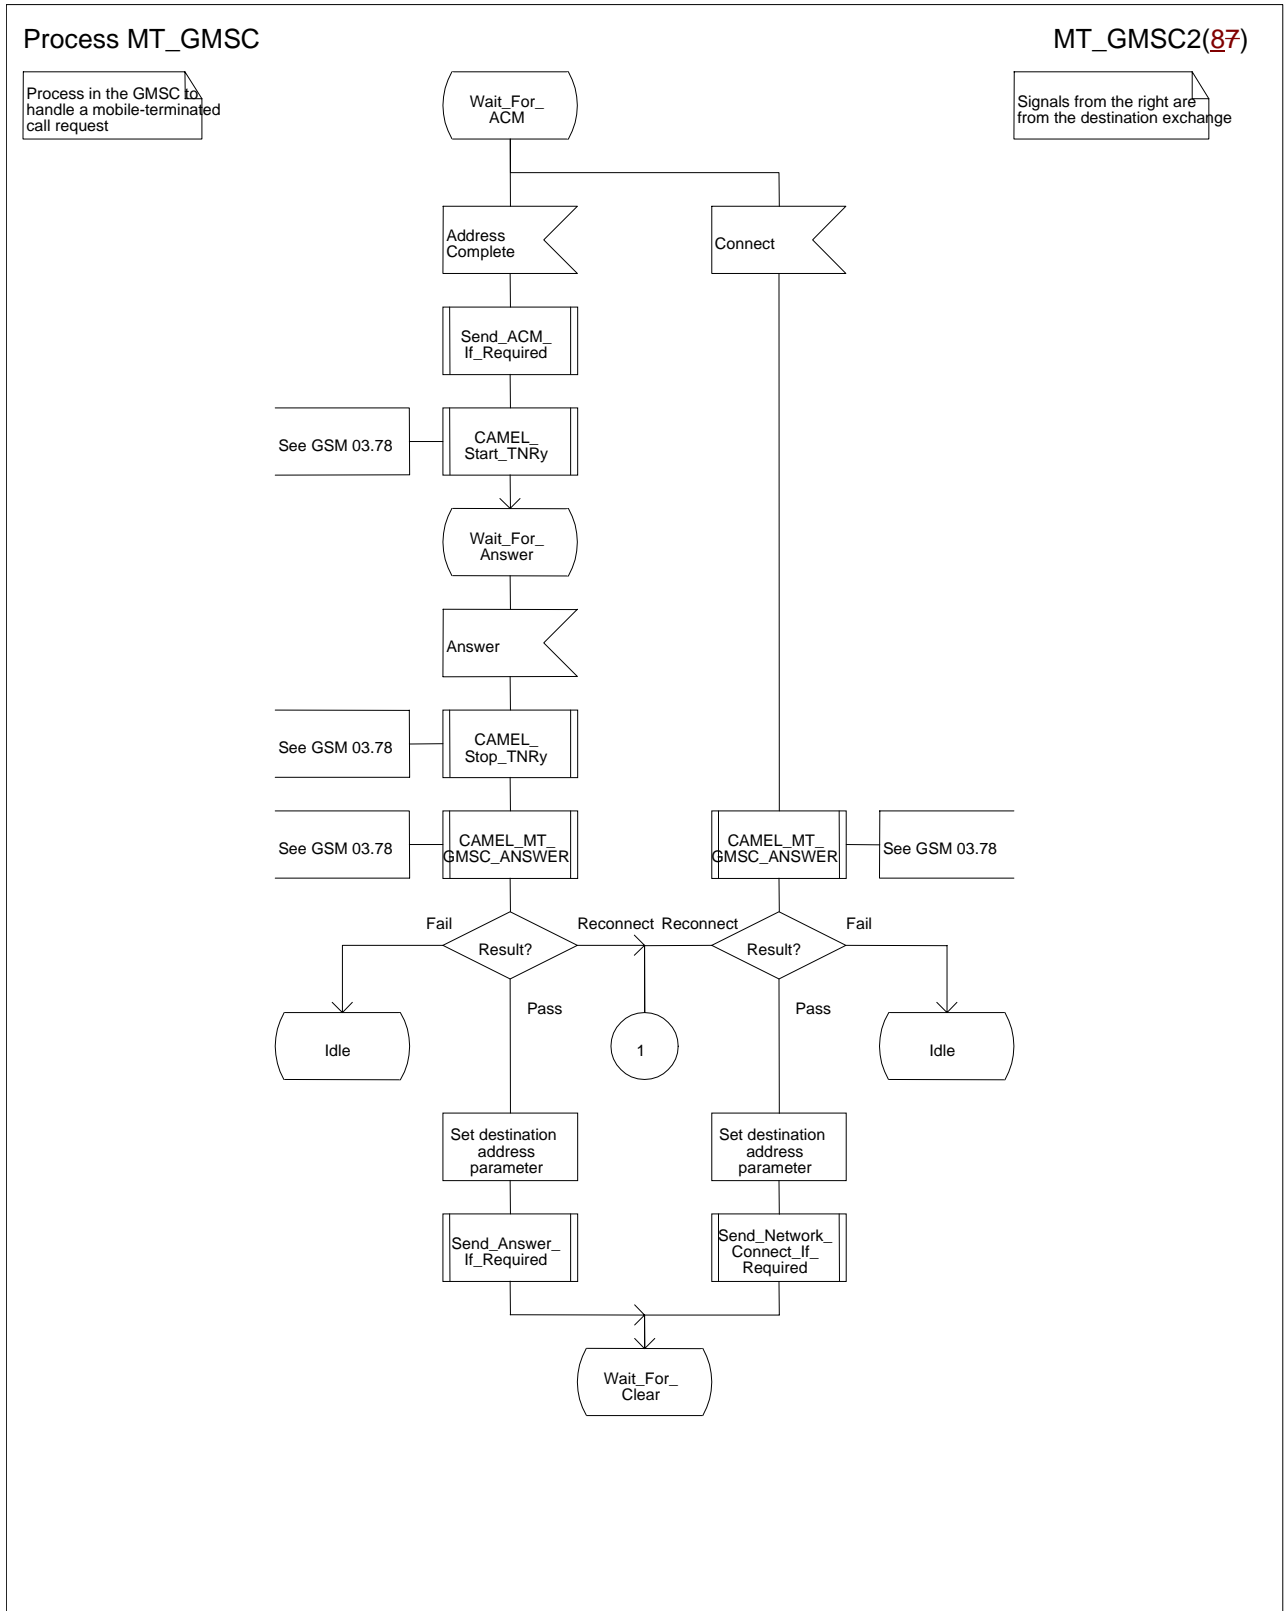 Process MT_GMSC
MT_GMSC2(87)
Process in the GMSC to
handle a mobile-terminated
call request
Signals from the right are
from the destination exchange
Wait_For_
ACM
Address
Complete
Connect
Send_ACM_
If_Required
See GSM 03.78
CAMEL_
Start_TNRy
Wait_For_
Answer
Answer
See GSM 03.78
CAMEL_
Stop_TNRy
See GSM 03.78
CAMEL_MT_
GMSC_ANSWER
CAMEL_MT_
GMSC_ANSWER
See GSM 03.78
Fail
Result?
Reconnect
Reconnect
Result?
Fail
Pass
Pass
Idle
1
Idle
Set destination
address
parameter
Set destination
address
parameter
Send_Answer_
If_Required
Send_Network_
Connect_If_
Required
Wait_For_
Clear